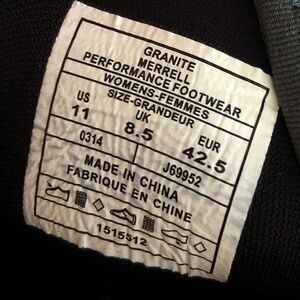 GRANITE
MERRELL
PERFORMANCE FOOTWEAR
WOMENS-FEMMES
SIZE-GRANDEUR
US UK EUR
11 8.5 42.5
0314 J69952
MADE IN CHINA
FABRIQUE EN CHINE
1515512